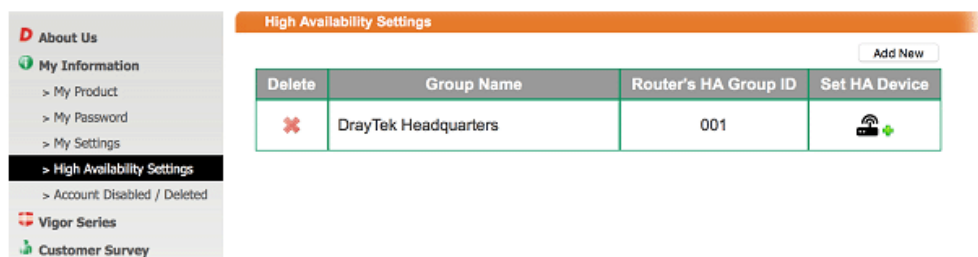 About Us
My Information
> My Product
> My Password
> My Settings
> High Availability Settings
> Account Disabled / Deleted
Vigor Series
Customer Survey
High Availability Settings
Add New
Delete Group Name Router's HA Group ID Set HA Device
DrayTek Headquarters 001